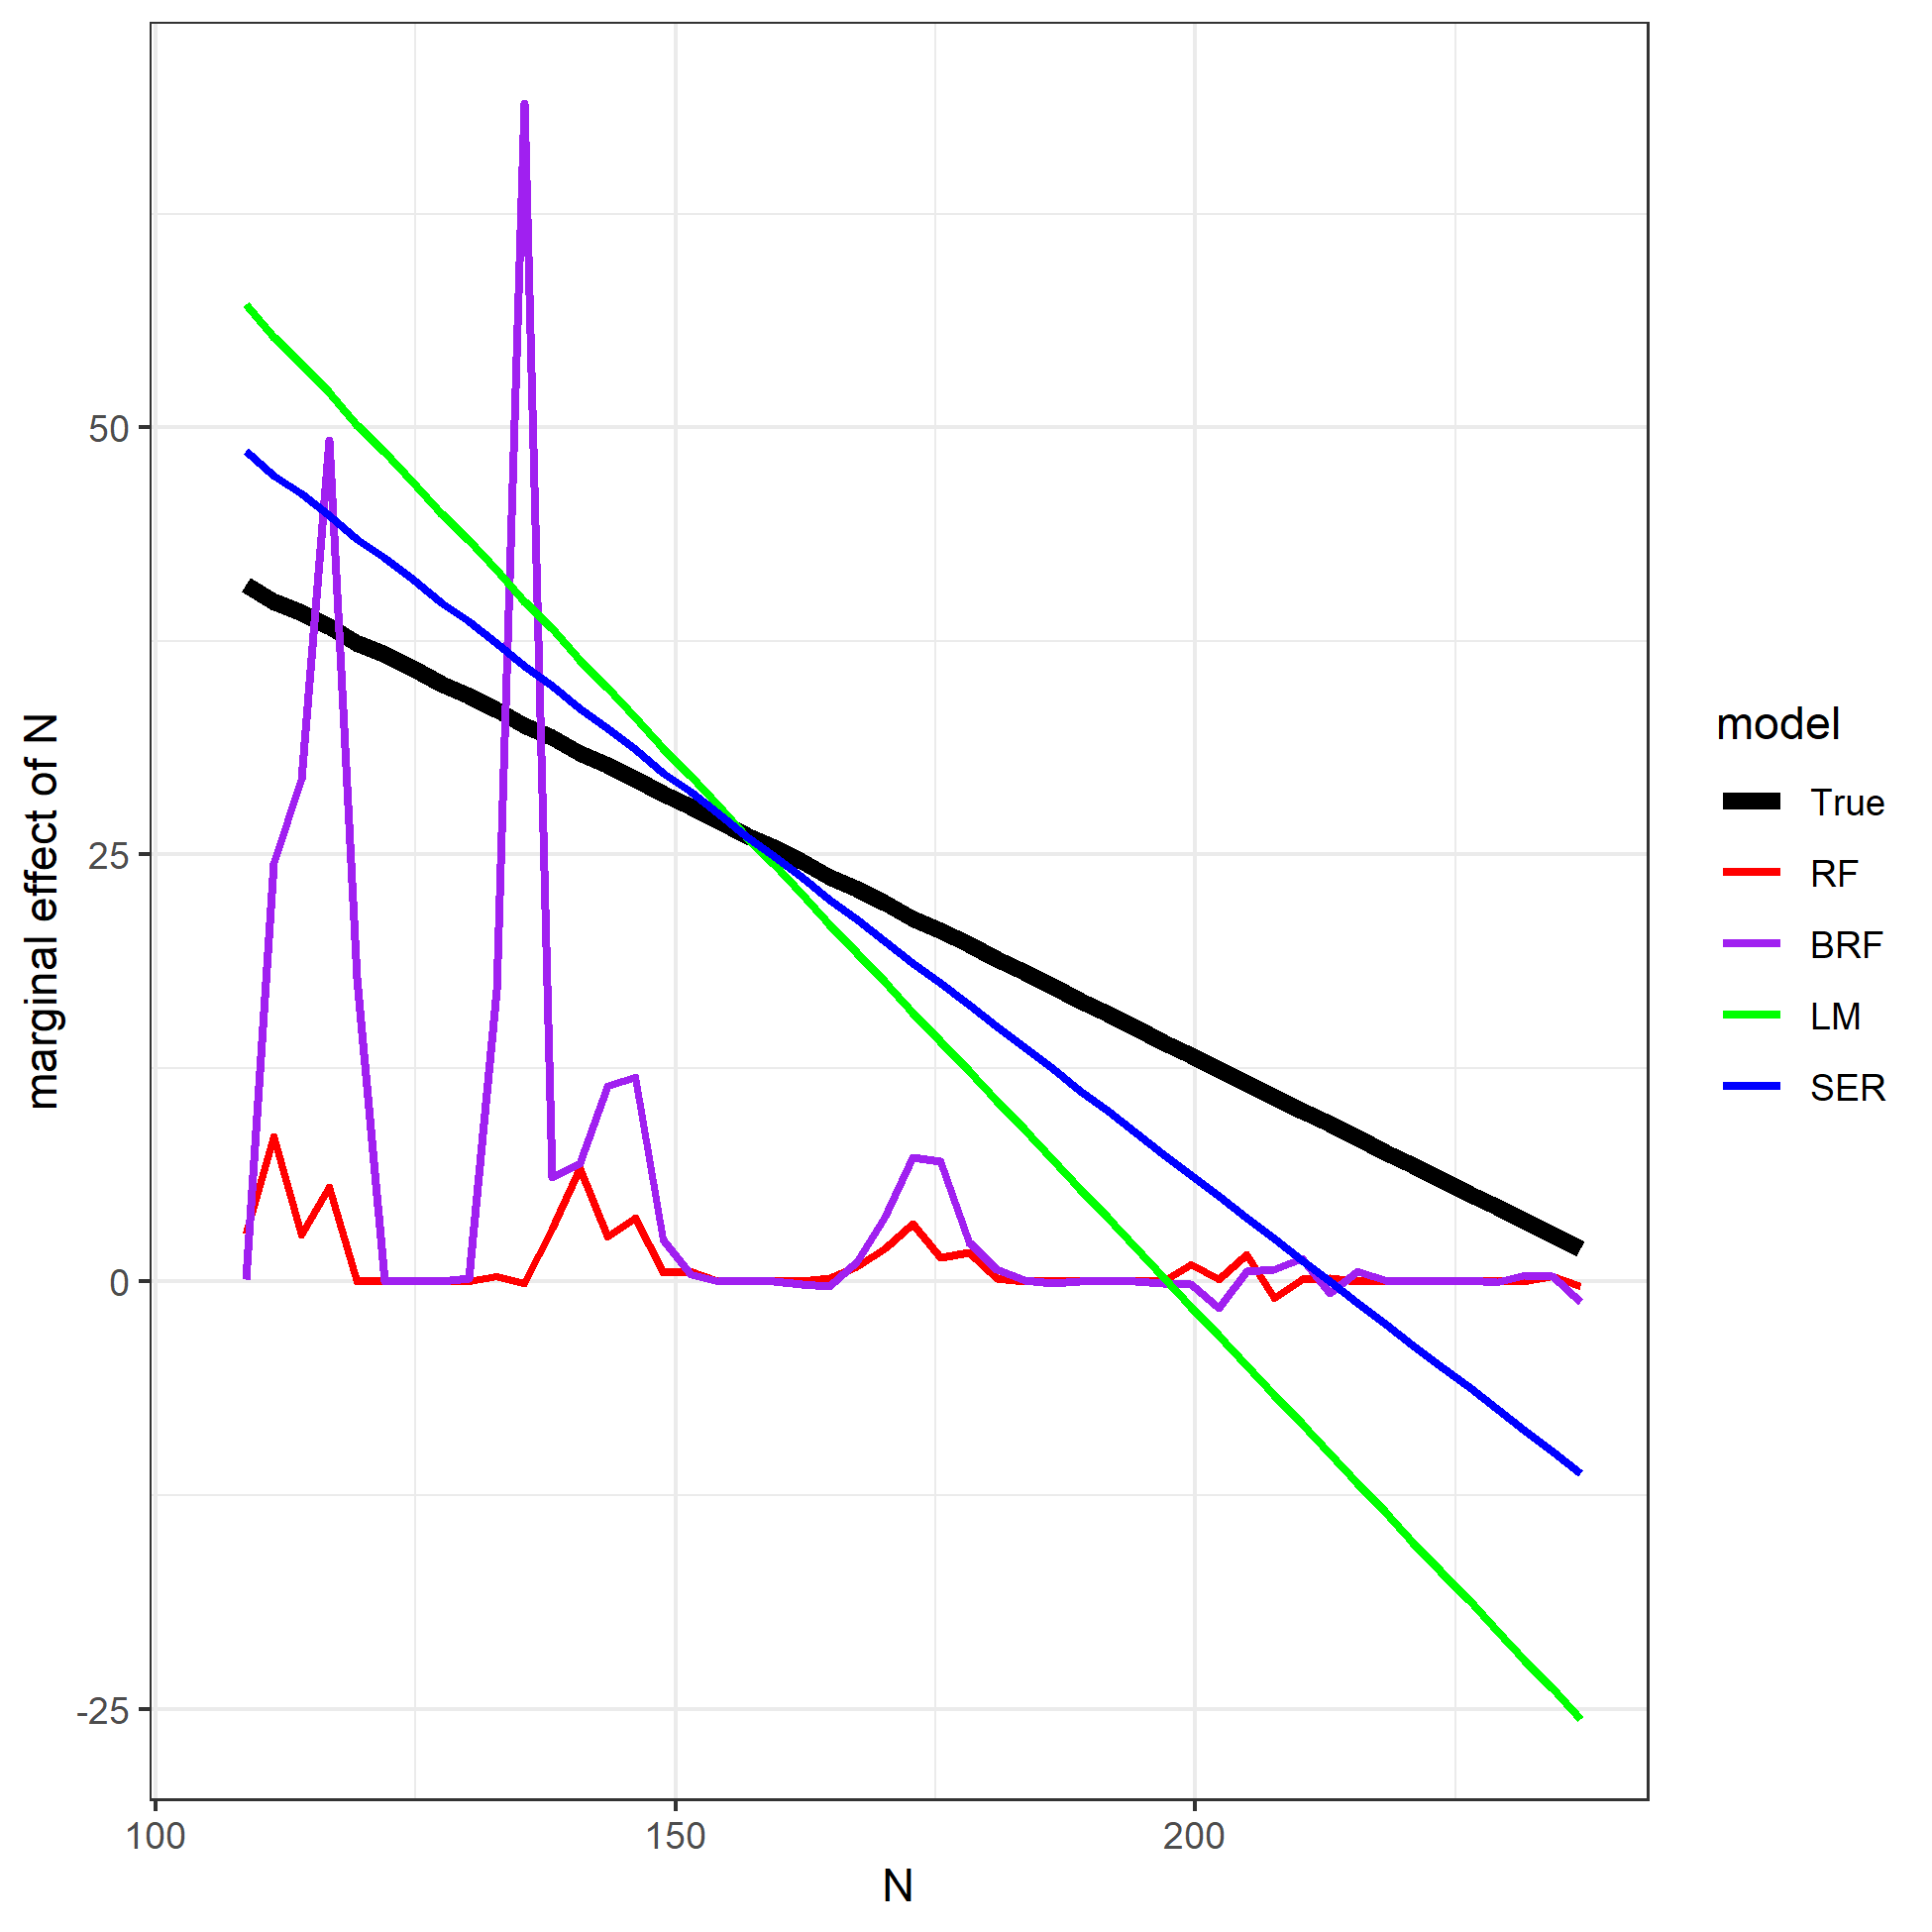 marginal effect of N
50
25
0
-25
100
150
200
N
model
True
RF
BRF
LM
SER